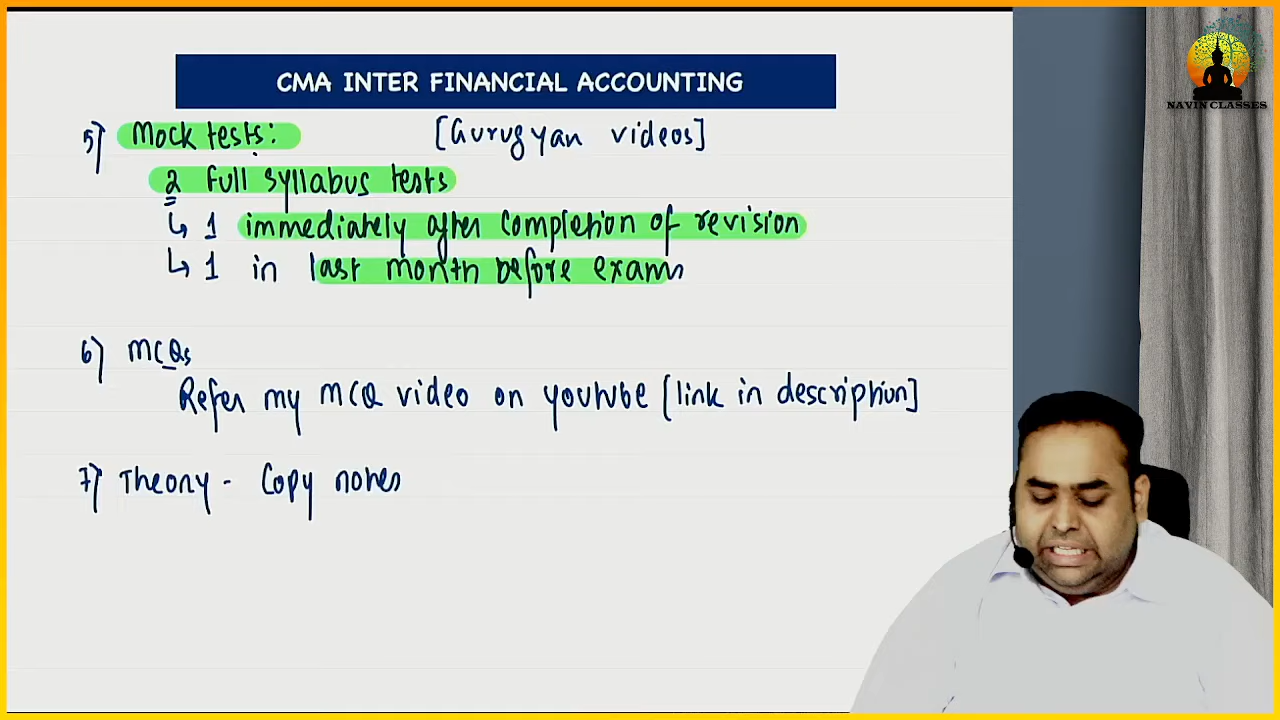 NAVIN CLASSES
CMA INTER FINANCIAL ACCOUNTING
5) Mock tests: [Gurugyan videos]
2 full syllabus tests
↳ 1 immediately after completion of revision
↳ 1 in last month before exams
6) MCQs
Refer my MCQ video on youtube [link in description]
7) Theory - Copy notes